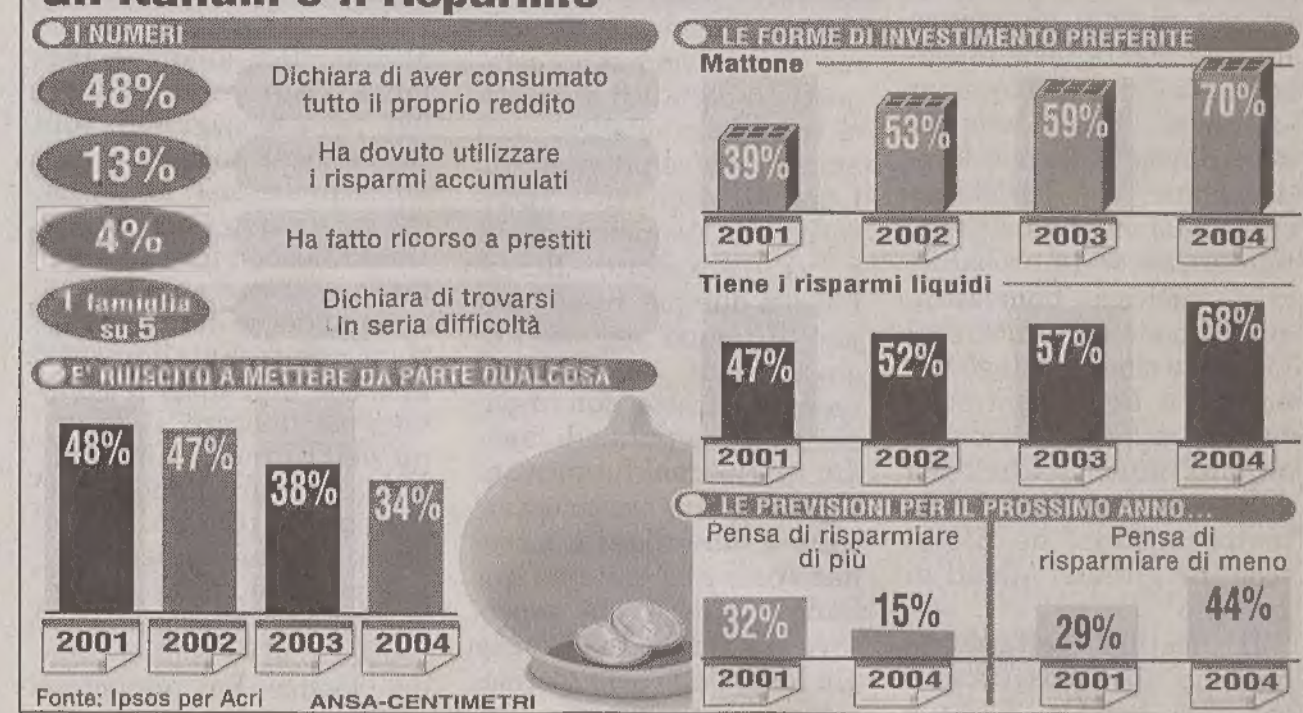 I NUMERI
48%
Dichiara di aver consumato
tutto il proprio reddito
13%
Ha dovuto utilizzare
i risparmi accumulati
4%
Ha fatto ricorso a prestiti
1 famiglia
su 5
Dichiara di trovarsi
in seria difficoltà
E' RIUSCITO A METTERE DA PARTE QUALCOSA
48% 47% 38% 34%
2001 2002 2003 2004
Fonte: Ipsos per Acri ANSA-CENTIMETRI
LE FORME DI INVESTIMENTO PREFERITE
Mattone
39% 53% 59% 70%
2001 2002 2003 2004
Tiene i risparmi liquidi
47% 52% 57% 68%
2001 2002 2003 2004
LE PREVISIONI PER IL PROSSIMO ANNO...
Pensa di risparmiare
di più
32% 15%
2001 2004
Pensa di
risparmiare di meno
29% 44%
2001 2004